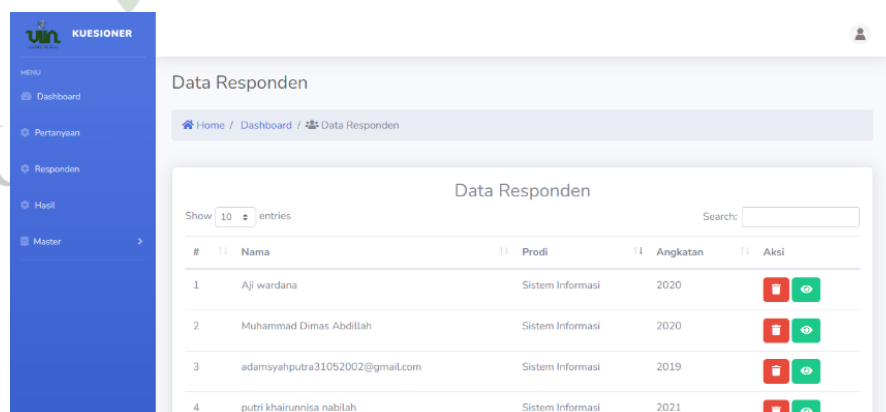 uin
KUESIONER
MENU
Dashboard
Pertanyaan
Responden
Hasil
Master
Data Responden
Home / Dashboard / Data Responden
Data Responden
Show 10 entries
Search:
# Nama Prodi Angkatan Aksi
1 Aji wardana Sistem Informasi 2020
2 Muhammad Dimas Abdillah Sistem Informasi 2020
3 adamsyahputra31052002@gmail.com Sistem Informasi 2019
4 putri khairunnisa nabilah Sistem Informasi 2021